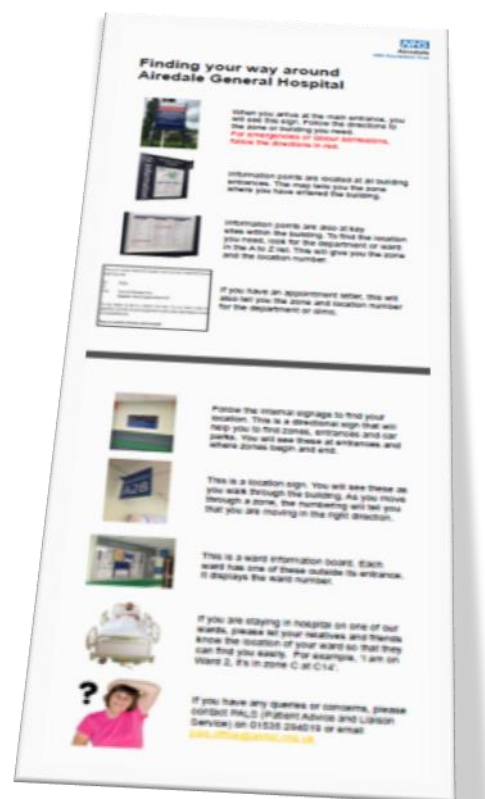 NHS
Airedale
NHS Foundation Trust
Finding your way around
Airedale General Hospital
When you arrive at the main entrance, you
will see this sign. Follow the directions to
the zone or building you need.
For emergencies or labour admissions,
follow the directions in red.
Information points are located at all building
entrances. The map tells you the zone
where you have entered the building.
Information points are also at key
sites within the building. To find the location
you need, look for the department or ward
in the A to Z list. This will give you the zone
and the location number.
If you have an appointment letter, this will
also tell you the zone and location number
for the department or clinic.
Follow the internal signage to find your
location. This is a directional sign that will
help you to find zones, entrances and car
parks. You will see these at entrances and
where zones begin and end.
This is a location sign. You will see these as
you walk through the building. As you move
through a zone, the numbering will tell you
that you are moving in the right direction.
This is a ward information board. Each
ward has one of these outside its entrance.
It displays the ward number.
If you are staying in hospital on one of our
wards, please let your relatives and friends
know the location of your ward so that they
can find you easily. For example, 'I am on
Ward 2, it's in zone C at C14'.
?
If you have any queries or concerns, please
contact PALS (Patient Advice and Liaison
Service) on 01535 294019 or email